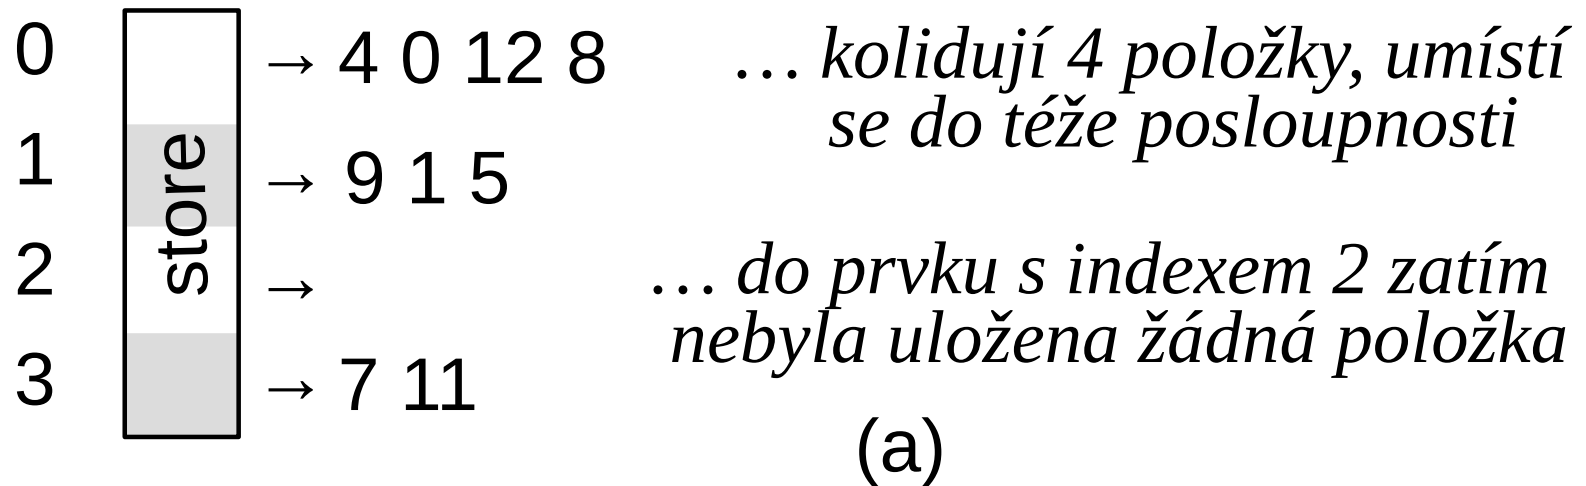 0 → 4 0 12 8 … kolidují 4 položky, umístí
se do téže posloupnosti
1 → 9 1 5
store
2 → … do prvku s indexem 2 zatím
nebyla uložena žádná položka
3 → 7 11
(a)